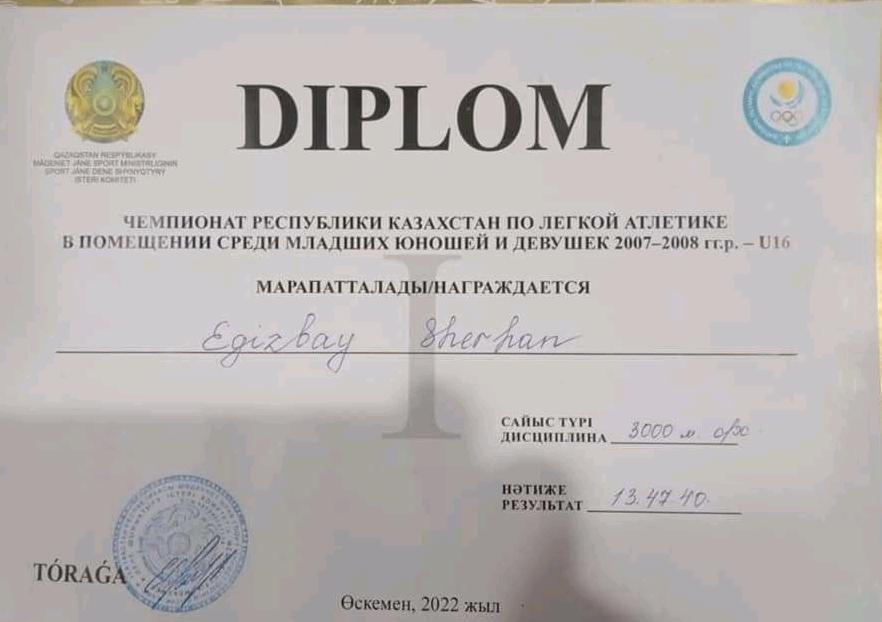 DIPLOM
QAZAQSTAN RESPÝBLIKASY
MÁDENIET JÁNE SPORT MINISTRLIGINIŃ
SPORT JÁNE DENE SHYNYQTYRÝ
ISTERI KOMITETI
ЧЕМПИОНАТ РЕСПУБЛИКИ КАЗАХСТАН ПО ЛЕГКОЙ АТЛЕТИКЕ
В ПОМЕЩЕНИИ СРЕДИ МЛАДШИХ ЮНОШЕЙ И ДЕВУШЕК 2007–2008 гг.р. – U16
I
МАРАПАТТАЛАДЫ/НАГРАЖДАЕТСЯ
Egizbay Sherhan
САЙЫС ТҮРІ
ДИСЦИПЛИНА 3000 м с/х
НӘТИЖЕ
РЕЗУЛЬТАТ 13.47.40.
TÓRAǴA
Өскемен, 2022 жыл